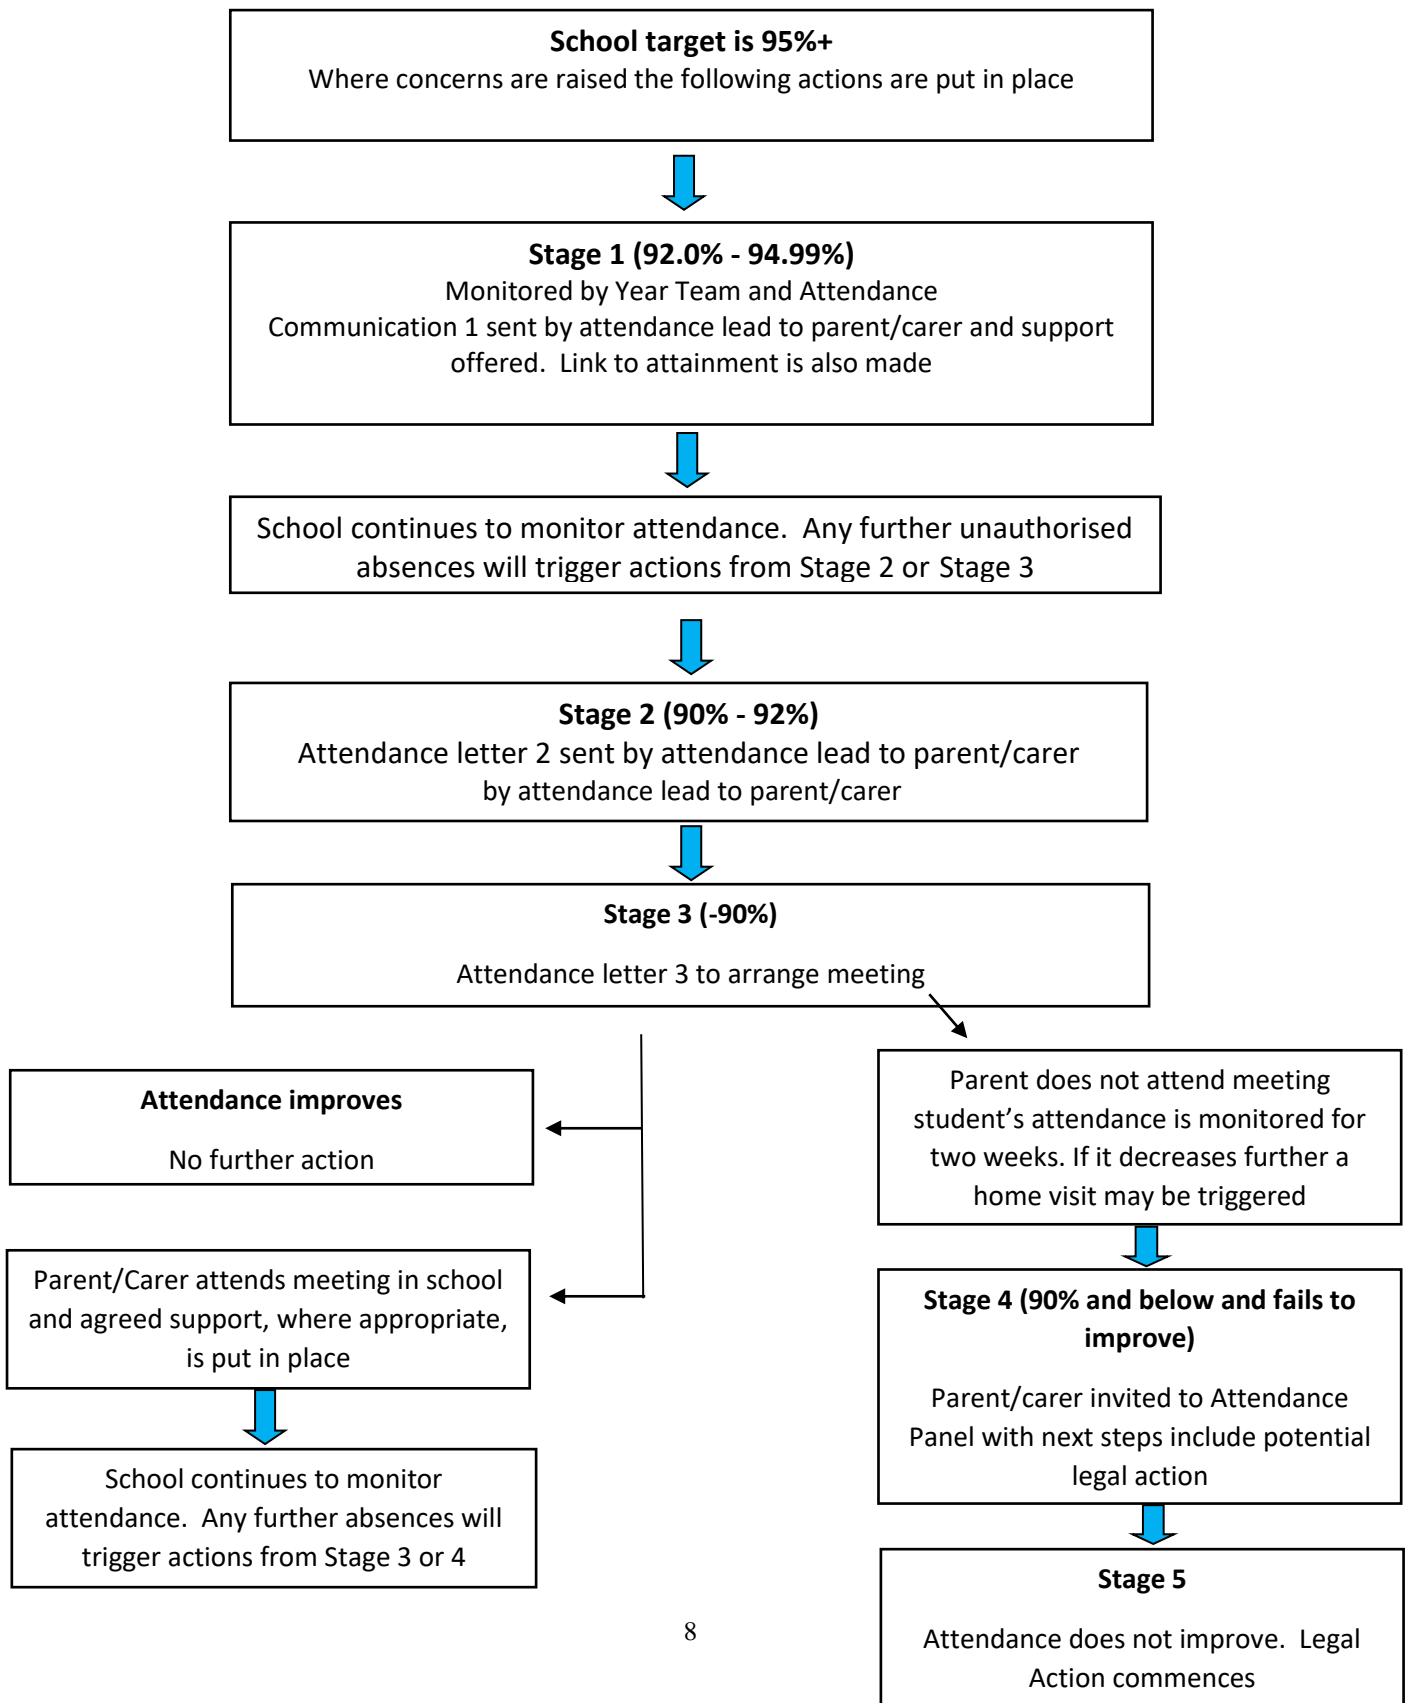 School target is 95%+
Where concerns are raised the following actions are put in place
Stage 1 (92.0% - 94.99%)
Monitored by Year Team and Attendance
Communication 1 sent by attendance lead to parent/carer and support
offered.  Link to attainment is also made
School continues to monitor attendance.  Any further unauthorised
absences will trigger actions from Stage 2 or Stage 3
Stage 2 (90% - 92%)
Attendance letter 2 sent by attendance lead to parent/carer
by attendance lead to parent/carer
Stage 3 (-90%)
Attendance letter 3 to arrange meeting
Attendance improves
No further action
Parent/Carer attends meeting in school
and agreed support, where appropriate,
is put in place
School continues to monitor
attendance.  Any further absences will
trigger actions from Stage 3 or 4
Parent does not attend meeting
student’s attendance is monitored for
two weeks. If it decreases further a
home visit may be triggered
Stage 4 (90% and below and fails to
improve)
Parent/carer invited to Attendance
Panel with next steps include potential
legal action
Stage 5
Attendance does not improve.  Legal
Action commences
8